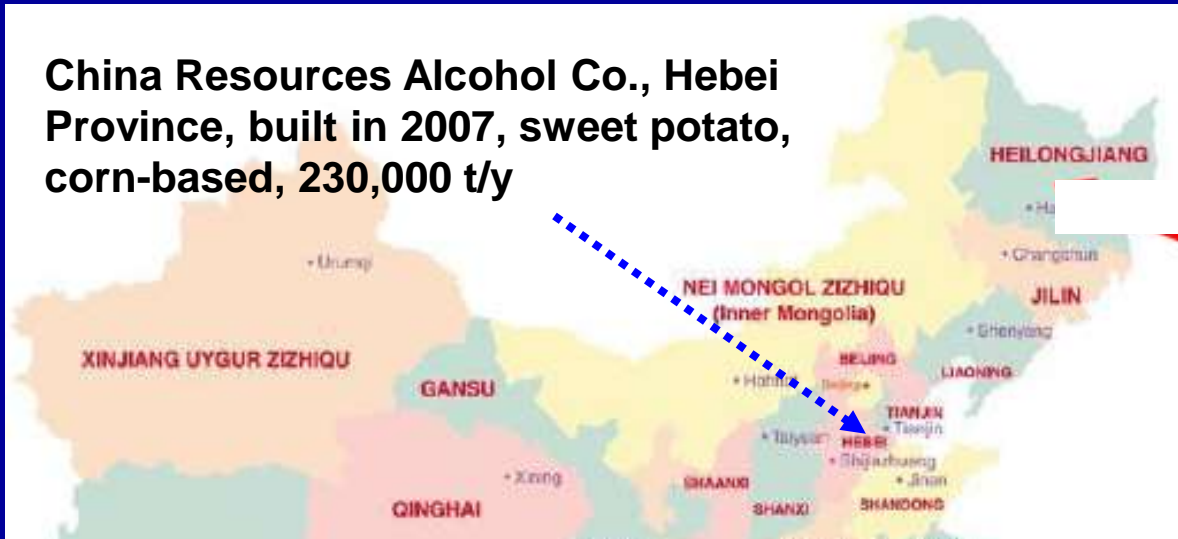 China Resources Alcohol Co., Hebei
Province, built in 2007, sweet potato,
corn-based, 230,000 t/y
HEILONGJIANG
• Urumqi
• Changchun
NEI MONGOL ZIZHIQU
(Inner Mongolia)
JILIN
• Shenyang
XINJIANG UYGUR ZIZHIQU
BEIJING
LIAONING
GANSU
Beijing
TIANJIN
• Tianjin
• Taiyuan
HEBEI
• Shijiazhuang
• Xining
• Jinan
SHAANXI
SHANXI
SHANDONG
QINGHAI